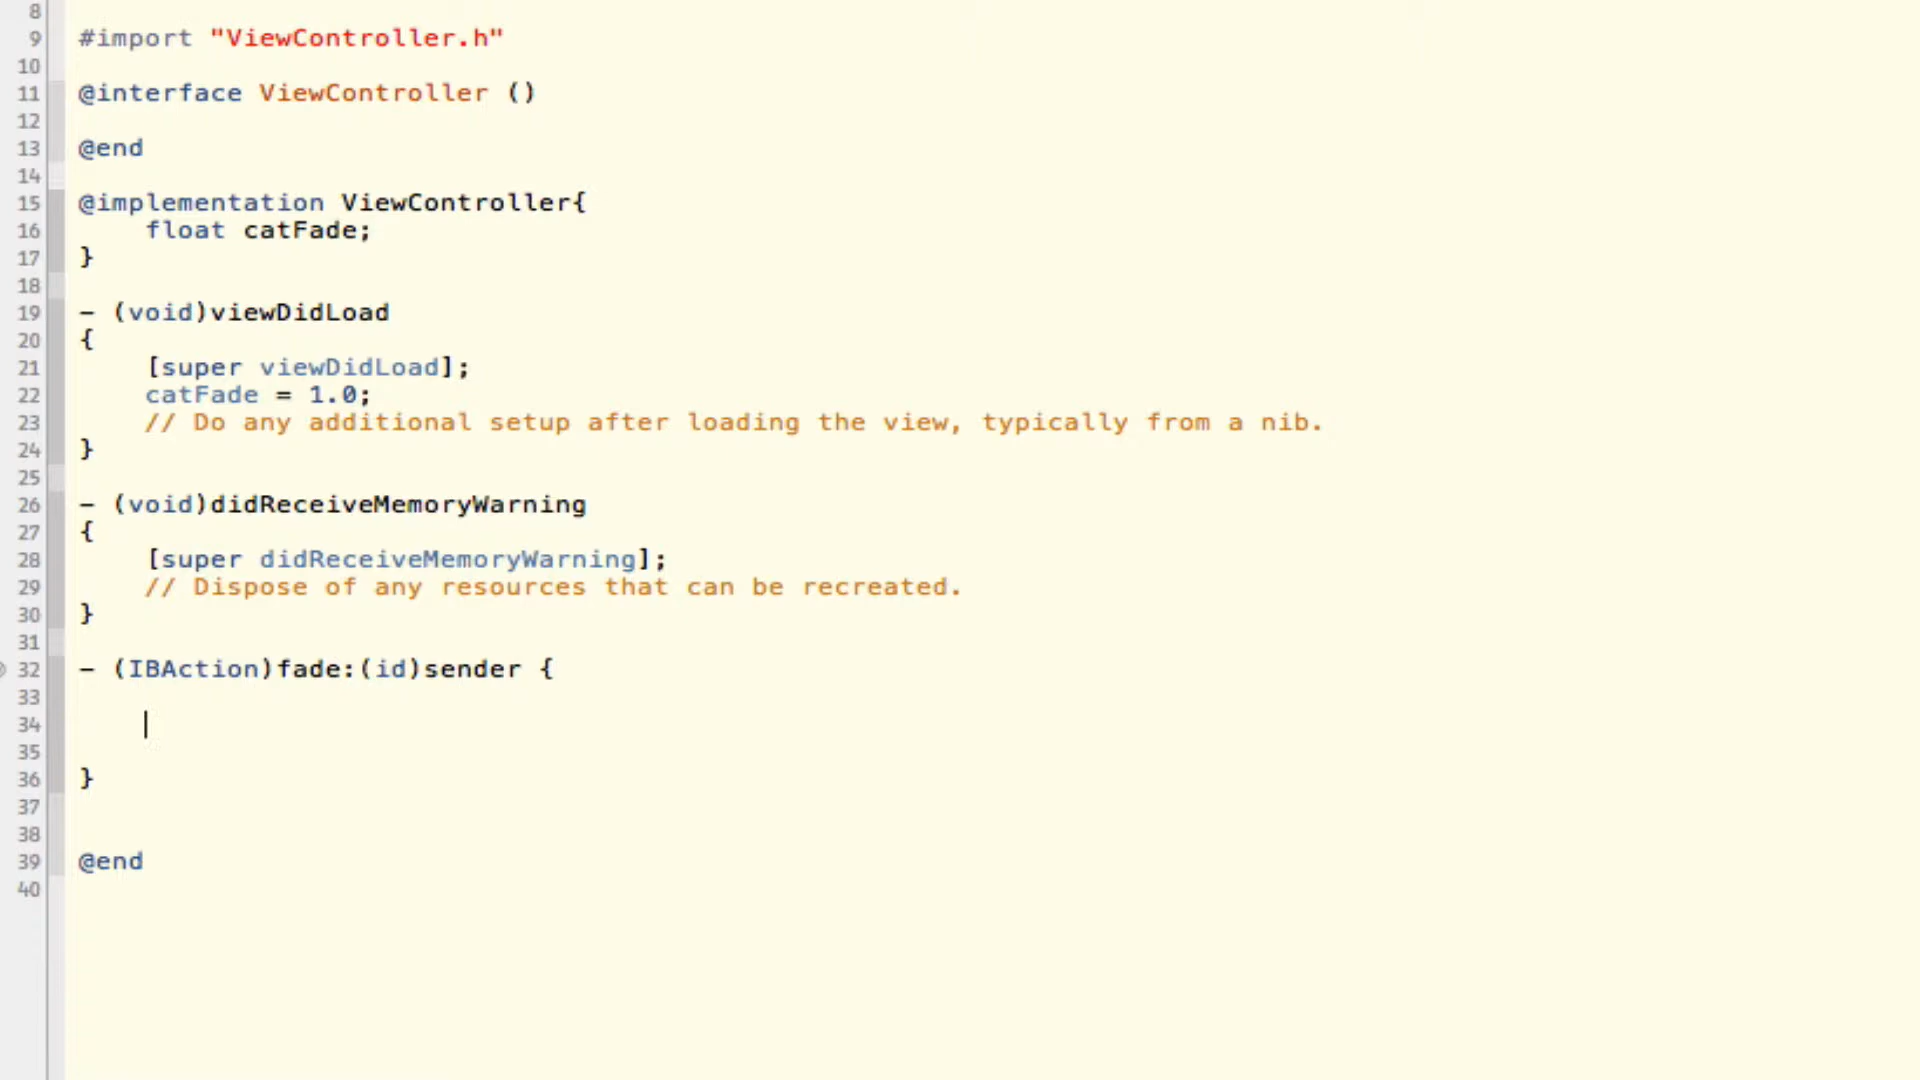 8
9 #import "ViewController.h"
10
11 @interface ViewController ()
12
13 @end
14
15 @implementation ViewController{
16     float catFade;
17 }
18
19 - (void)viewDidLoad
20 {
21     [super viewDidLoad];
22     catFade = 1.0;
23     // Do any additional setup after loading the view, typically from a nib.
24 }
25
26 - (void)didReceiveMemoryWarning
27 {
28     [super didReceiveMemoryWarning];
29     // Dispose of any resources that can be recreated.
30 }
31
32 - (IBAction)fade:(id)sender {
33
34
35
36 }
37
38
39 @end
40